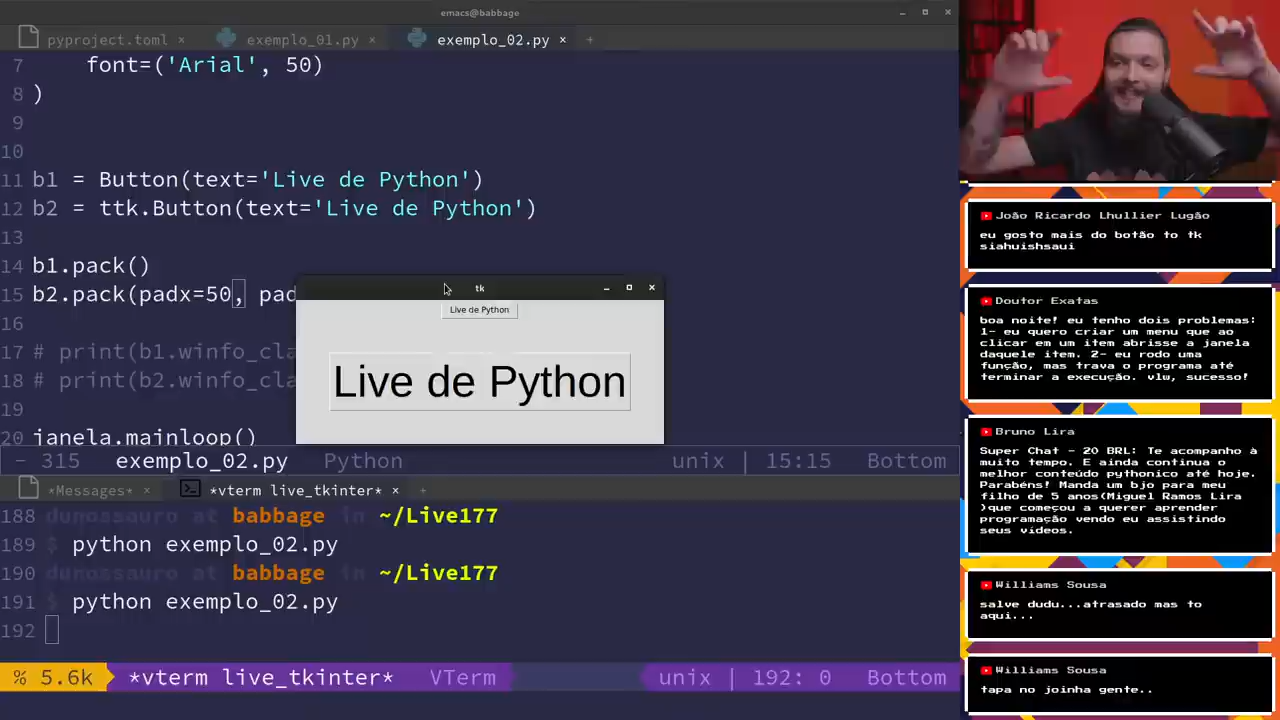 emacs@babbage
pyproject.toml × exemplo_01.py × exemplo_02.py × +
7 font=('Arial', 50)
8 )
9
10
11 b1 = Button(text='Live de Python')
12 b2 = ttk.Button(text='Live de Python')
13
14 b1.pack()
15 b2.pack(padx=50, pad
16
17 # print(b1.winfo_cla
18 # print(b2.winfo_cla
19
20 janela.mainloop()
tk
Live de Python
Live de Python
- 315 exemplo_02.py Python unix | 15:15 Bottom
*Messages* × *vterm live_tkinter* × +
188 dunossauro at babbage in ~/Live177
189 $ python exemplo_02.py
190 dunossauro at babbage in ~/Live177
191 $ python exemplo_02.py
192
% 5.6k *vterm live_tkinter* VTerm unix | 192: 0 Bottom
João Ricardo Lhullier Lugão
eu gosto mais do botão to tk
siahuishsaui
Doutor Exatas
boa noite! eu tenho dois problemas:
1- eu quero criar um menu que ao
clicar em um item abrisse a janela
daquele item. 2- eu rodo uma
função, mas trava o programa até
terminar a execução. vlw, sucesso!
Bruno Lira
Super Chat - 20 BRL: Te acompanho à
muito tempo. E ainda continua o
melhor conteúdo pythonico até hoje.
Parabéns! Manda um bjo para meu
filho de 5 anos(Miguel Ramos Lira
)que começou a querer aprender
programação vendo eu assistindo
seus vídeos.
Williams Sousa
salve dudu...atrasado mas to
aqui...
Williams Sousa
tapa no joinha gente..